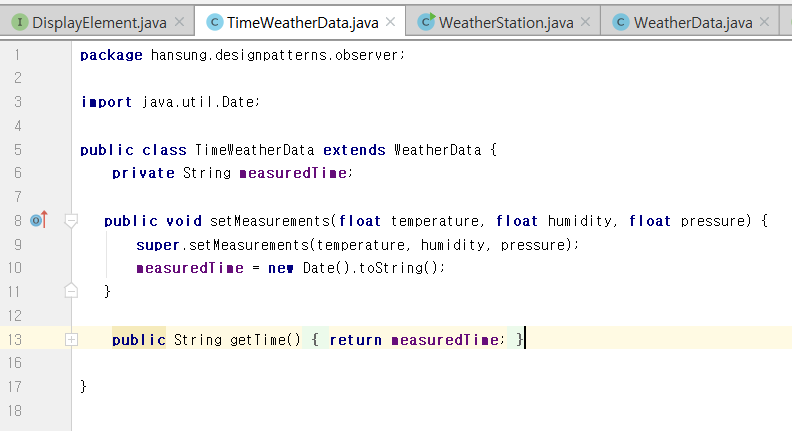 DisplayElement.java TimeWeatherData.java WeatherStation.java WeatherData.java
1 package hansung.designpatterns.observer;
2
3 import java.util.Date;
4
5 public class TimeWeatherData extends WeatherData {
6 private String measuredTime;
7
8 public void setMeasurements(float temperature, float humidity, float pressure) {
9 super.setMeasurements(temperature, humidity, pressure);
10 measuredTime = new Date().toString();
11 }
12
13 public String getTime() { return measuredTime; }
16
17 }
18